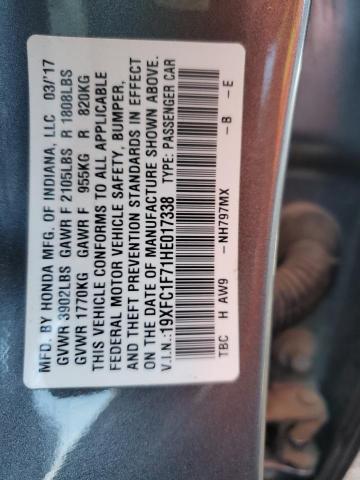 MFD. BY HONDA MFG. OF INDIANA, LLC 03/'17
GVWR 3902LBS GAWR F 2105LBS R 1808LBS
GVWR 1770KG GAWR F 955KG R 820KG
THIS VEHICLE CONFORMS TO ALL APPLICABLE
FEDERAL MOTOR VEHICLE SAFETY, BUMPER,
AND THEFT PREVENTION STANDARDS IN EFFECT
ON THE DATE OF MANUFACTURE SHOWN ABOVE.
V.I.N.:19XFC1F71HE017338 TYPE: PASSENGER CAR
TBC H AW9 -NH797MX -B -E